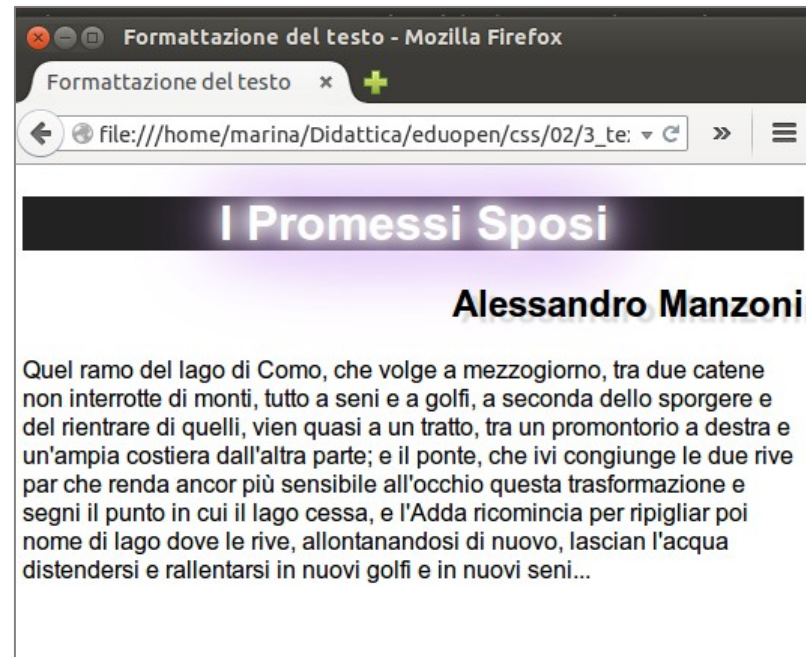 Formattazione del testo - Mozilla Firefox
Formattazione del testo
file:///home/marina/Didattica/eduopen/css/02/3_te
I Promessi Sposi
Alessandro Manzoni
Quel ramo del lago di Como, che volge a mezzogiorno, tra due catene
non interrotte di monti, tutto a seni e a golfi, a seconda dello sporgere e
del rientrare di quelli, vien quasi a un tratto, tra un promontorio a destra e
un'ampia costiera dall'altra parte; e il ponte, che ivi congiunge le due rive
par che renda ancor più sensibile all'occhio questa trasformazione e
segni il punto in cui il lago cessa, e l'Adda ricomincia per ripigliar poi
nome di lago dove le rive, allontanandosi di nuovo, lascian l'acqua
distendersi e rallentarsi in nuovi golfi e in nuovi seni...